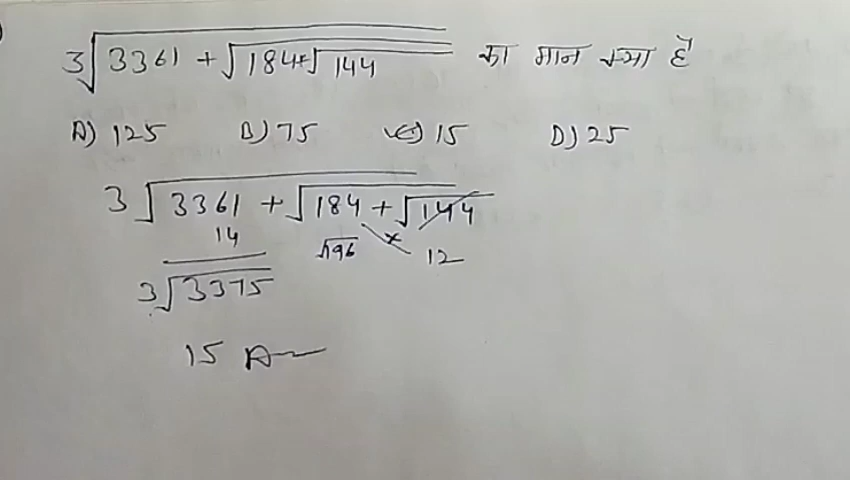 3√3361 + √184+√144 का मान क्या है
A) 125 B) 75 C) 15 D) 25
3√3361 + √184 + √144
14 √196 12
3√3375
15 A